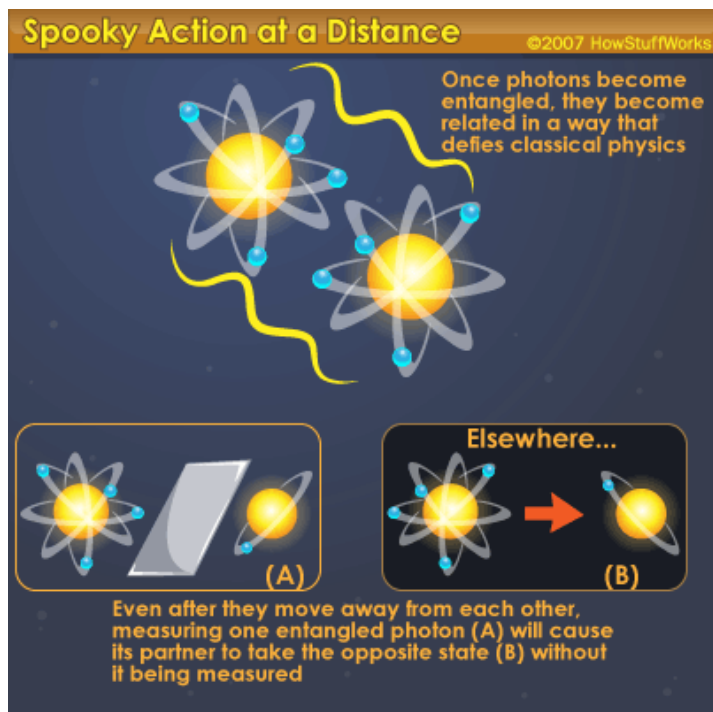 Spooky Action at a Distance
©2007 HowStuffWorks
Once photons become
entangled, they become
related in a way that
defies classical physics
(A)
Elsewhere...
(B)
Even after they move away from each other,
measuring one entangled photon (A) will cause
its partner to take the opposite state (B) without
it being measured